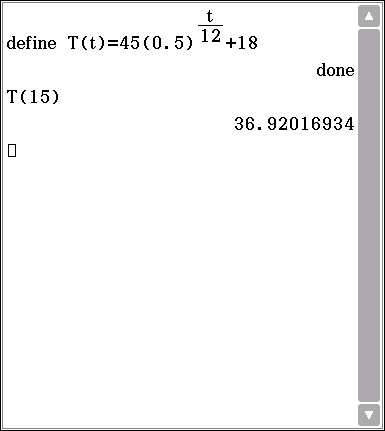 define T(t)=45(0.5)^(t/12)+18
done
T(15)
36.92016934